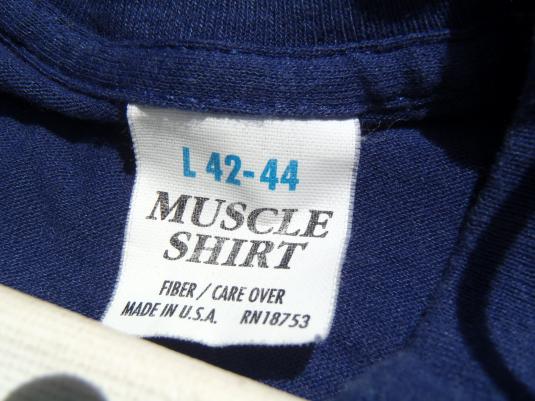 L 42-44
MUSCLE
SHIRT
FIBER / CARE OVER
MADE IN U.S.A. RN18753